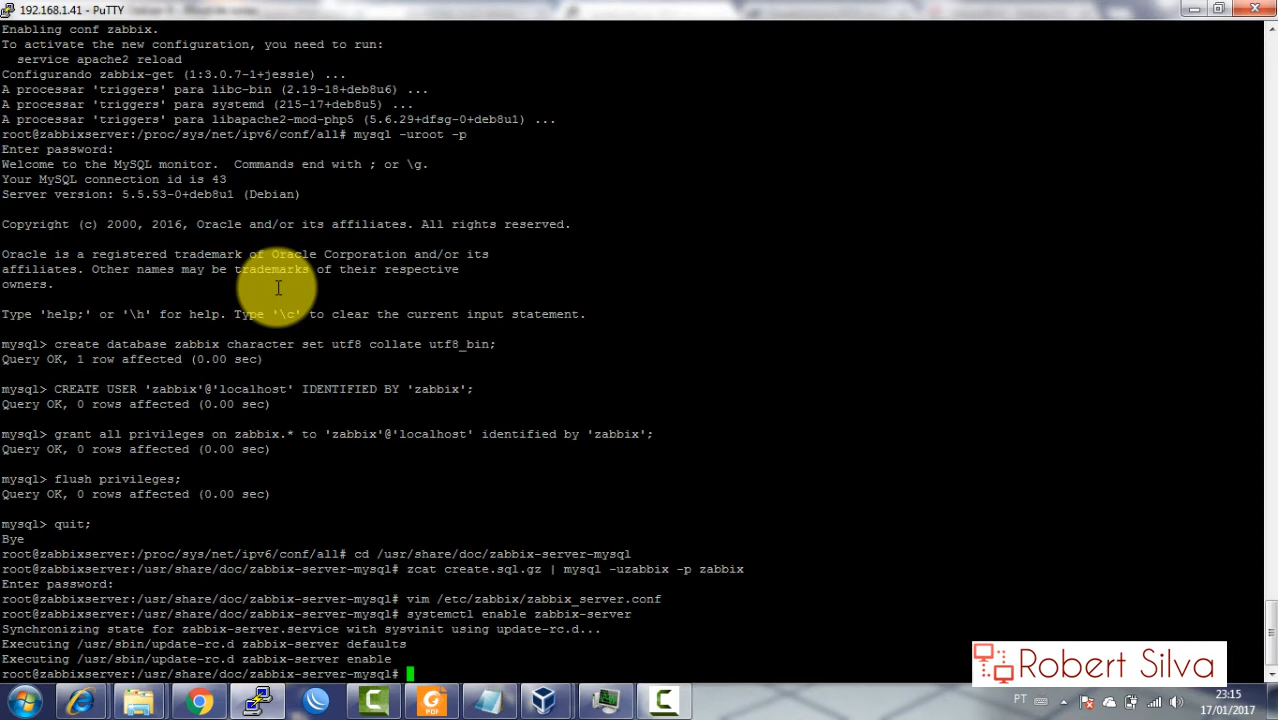 192.168.1.41 - PuTTY
Enabling conf zabbix.
To activate the new configuration, you need to run:
service apache2 reload
Configurando zabbix-get (1:3.0.7-1+jessie) ...
A processar 'triggers' para libc-bin (2.19-18+deb8u6) ...
A processar 'triggers' para systemd (215-17+deb8u5) ...
A processar 'triggers' para libapache2-mod-php5 (5.6.29+dfsg-0+deb8u1) ...
root@zabbixserver:/proc/sys/net/ipv6/conf/all# mysql -uroot -p
Enter password:
Welcome to the MySQL monitor.  Commands end with ; or \g.
Your MySQL connection id is 43
Server version: 5.5.53-0+deb8u1 (Debian)
Copyright (c) 2000, 2016, Oracle and/or its affiliates. All rights reserved.
Oracle is a registered trademark of Oracle Corporation and/or its
affiliates. Other names may be trademarks of their respective
owners.
Type 'help;' or '\h' for help. Type '\c' to clear the current input statement.
mysql> create database zabbix character set utf8 collate utf8_bin;
Query OK, 1 row affected (0.00 sec)
mysql> CREATE USER 'zabbix'@'localhost' IDENTIFIED BY 'zabbix';
Query OK, 0 rows affected (0.00 sec)
mysql> grant all privileges on zabbix.* to 'zabbix'@'localhost' identified by 'zabbix';
Query OK, 0 rows affected (0.00 sec)
mysql> flush privileges;
Query OK, 0 rows affected (0.00 sec)
mysql> quit;
Bye
root@zabbixserver:/proc/sys/net/ipv6/conf/all# cd /usr/share/doc/zabbix-server-mysql
root@zabbixserver:/usr/share/doc/zabbix-server-mysql# zcat create.sql.gz | mysql -uzabbix -p zabbix
Enter password:
root@zabbixserver:/usr/share/doc/zabbix-server-mysql# vim /etc/zabbix/zabbix_server.conf
root@zabbixserver:/usr/share/doc/zabbix-server-mysql# systemctl enable zabbix-server
Synchronizing state for zabbix-server.service with sysvinit using update-rc.d...
Executing /usr/sbin/update-rc.d zabbix-server defaults
Executing /usr/sbin/update-rc.d zabbix-server enable
root@zabbixserver:/usr/share/doc/zabbix-server-mysql#
Robert Silva
PDF
PT
23:15
17/01/2017